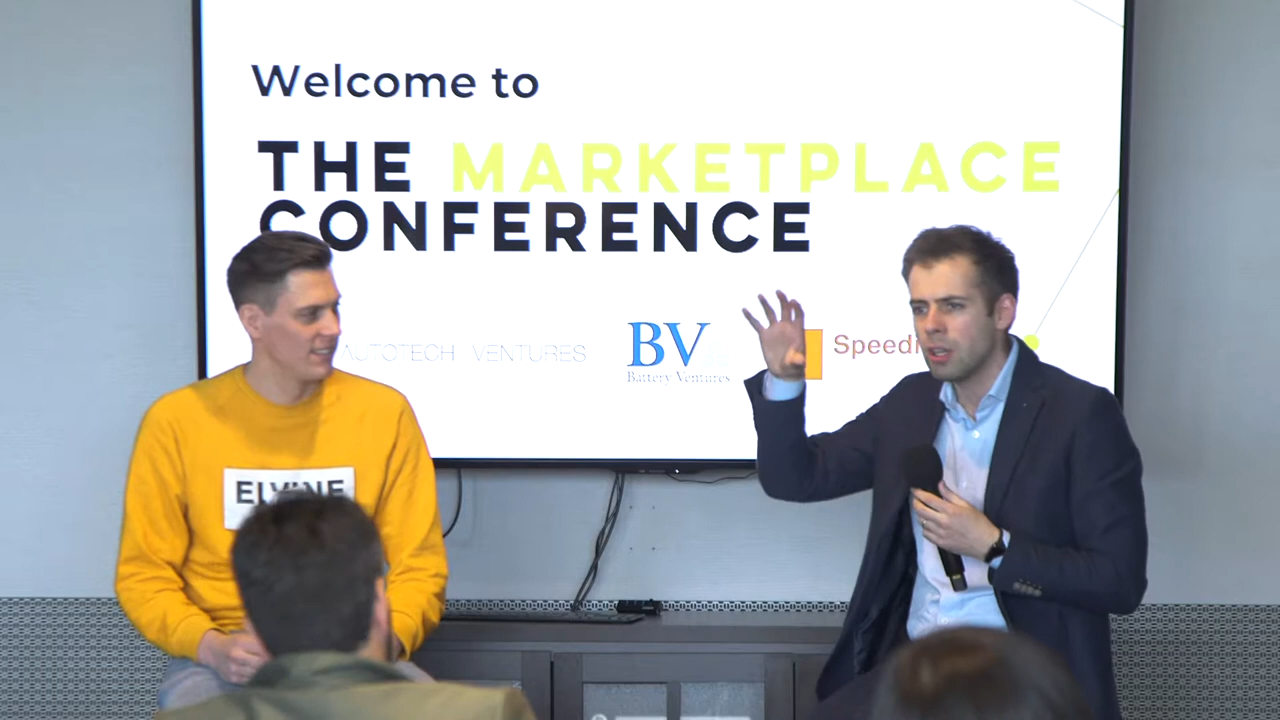 Welcome to
THE MARKETPLACE
CONFERENCE
AUTOTECH VENTURES
BV
Battery Ventures
ELVINE